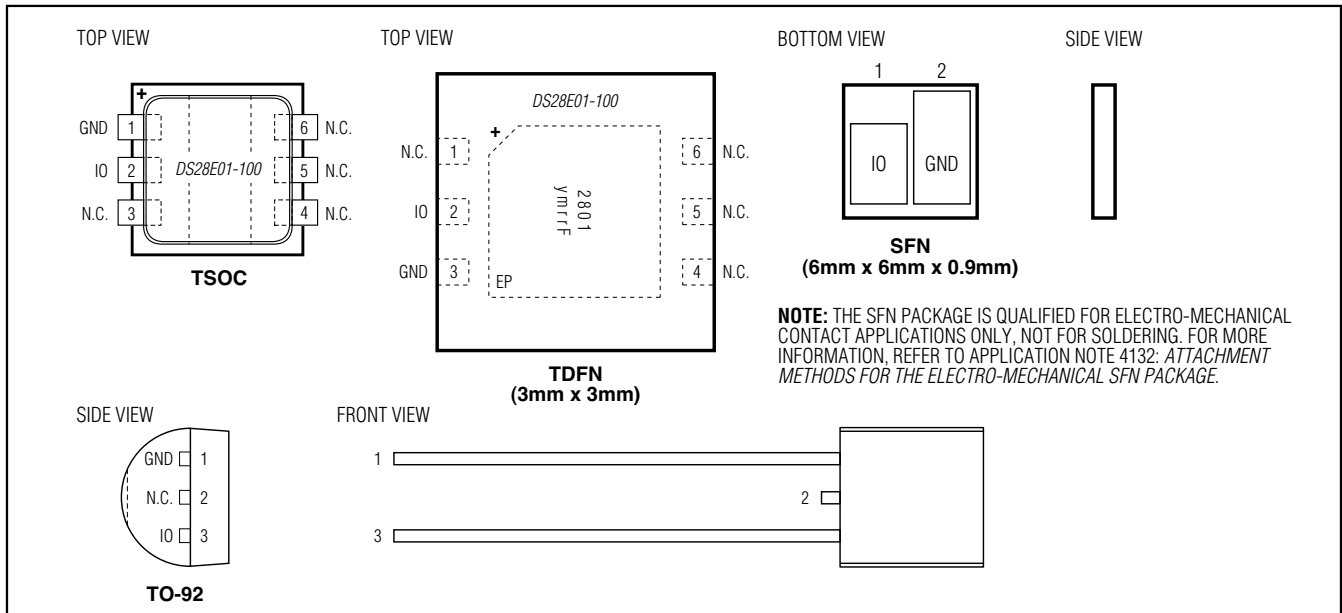 TOP VIEW
+
GND 1 6 N.C.
IO 2 DS28E01-100 5 N.C.
N.C. 3 4 N.C.
TSOC
TOP VIEW
DS28E01-100
+
N.C. 1 6 N.C.
IO 2 5 N.C.
GND 3 4 N.C.
2801
ymrrF
EP
TDFN
(3mm x 3mm)
BOTTOM VIEW
1 2
IO GND
SFN
(6mm x 6mm x 0.9mm)
SIDE VIEW
NOTE: THE SFN PACKAGE IS QUALIFIED FOR ELECTRO-MECHANICAL
CONTACT APPLICATIONS ONLY, NOT FOR SOLDERING. FOR MORE
INFORMATION, REFER TO APPLICATION NOTE 4132: ATTACHMENT
METHODS FOR THE ELECTRO-MECHANICAL SFN PACKAGE.
SIDE VIEW
GND 1
N.C. 2
IO 3
TO-92
FRONT VIEW
1
2
3